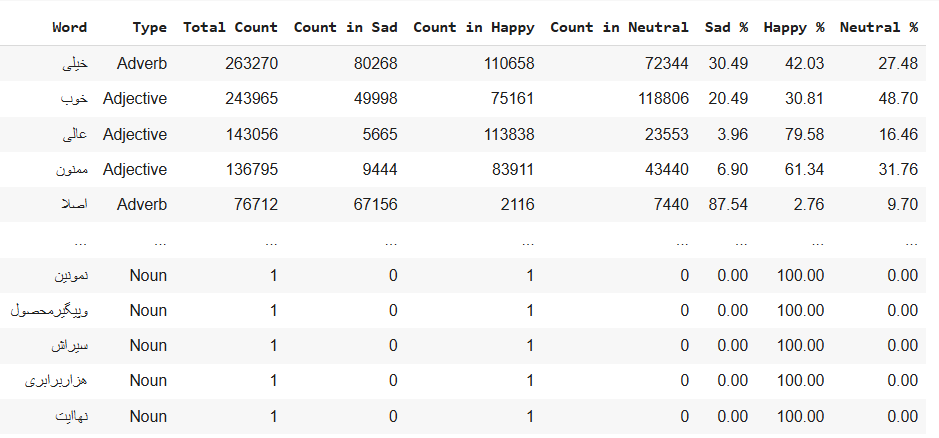 Word Type Total Count Count in Sad Count in Happy Count in Neutral Sad % Happy % Neutral %
خیلی Adverb 263270 80268 110658 72344 30.49 42.03 27.48
خوب Adjective 243965 49998 75161 118806 20.49 30.81 48.70
عالی Adjective 143056 5665 113838 23553 3.96 79.58 16.46
ممنون Adjective 136795 9444 83911 43440 6.90 61.34 31.76
اصلا Adverb 76712 67156 2116 7440 87.54 2.76 9.70
... ... ... ... ... ... ... ... ...
نمونین Noun 1 0 1 0 0.00 100.00 0.00
وپیگیرمحصول Noun 1 0 1 0 0.00 100.00 0.00
سیراش Noun 1 0 1 0 0.00 100.00 0.00
هزاربرابری Noun 1 0 1 0 0.00 100.00 0.00
نهاایت Noun 1 0 1 0 0.00 100.00 0.00